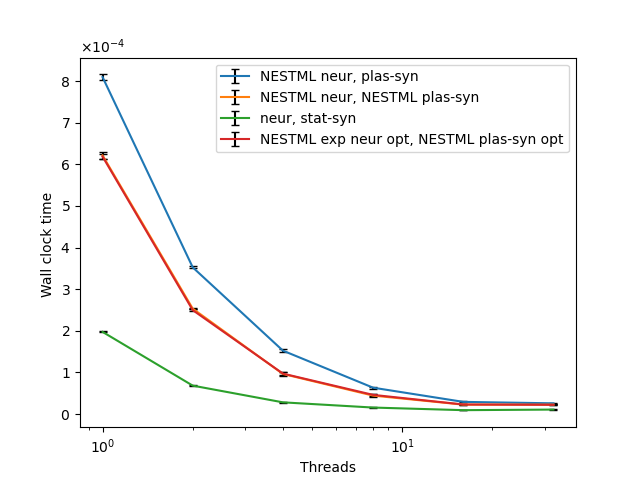 ×10⁻⁴
NESTML neur, plas-syn
NESTML neur, NESTML plas-syn
neur, stat-syn
NESTML exp neur opt, NESTML plas-syn opt
8
7
6
5
4
3
2
1
0
Wall clock time
10⁰
10¹
Threads